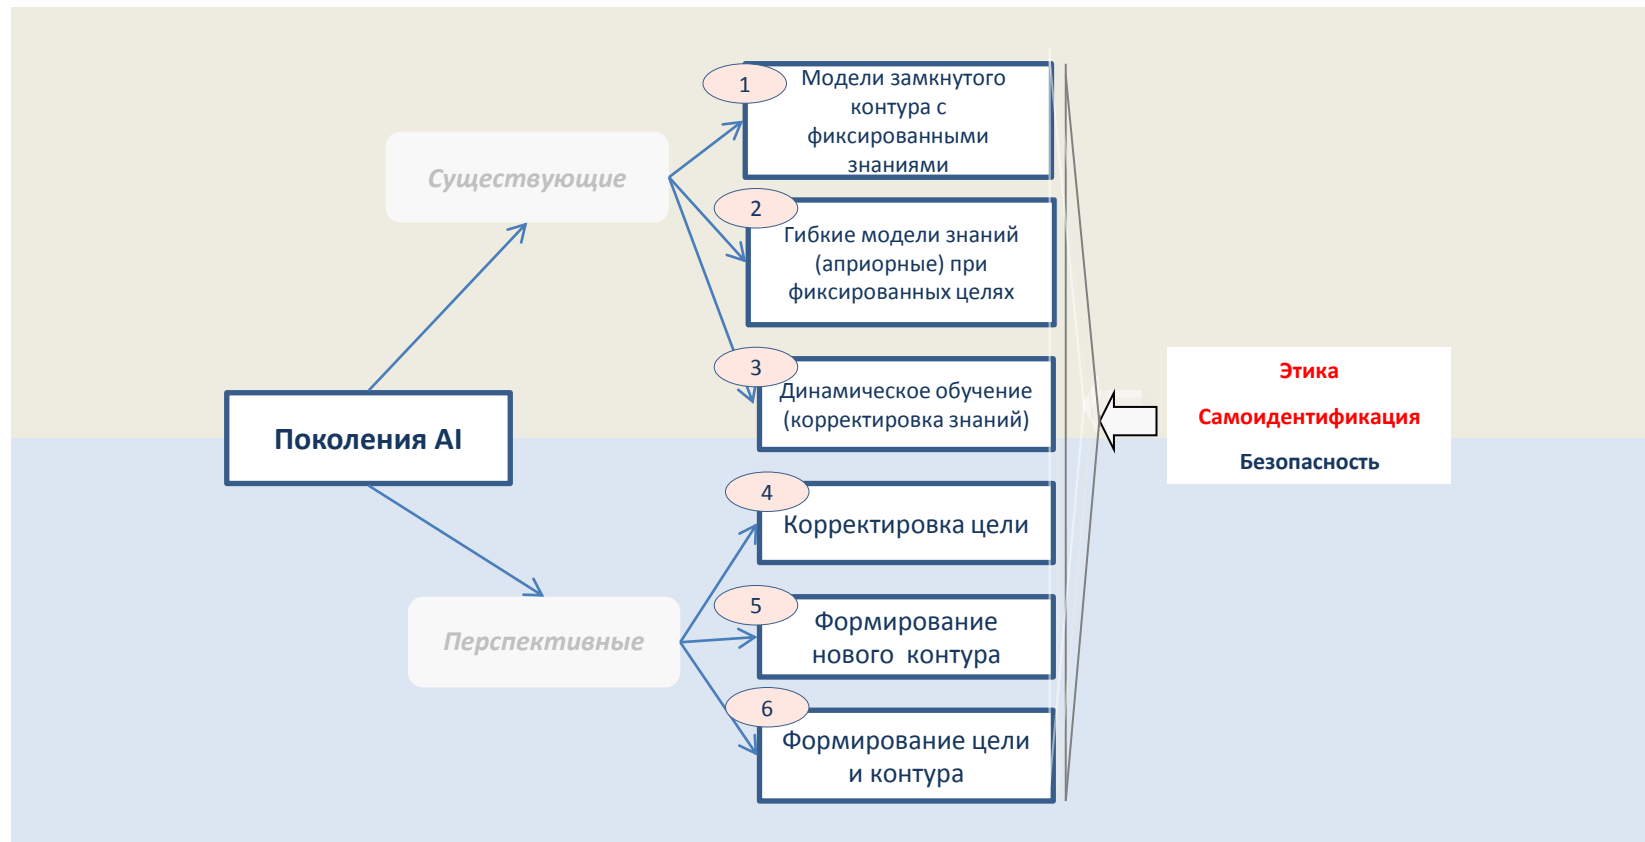 1
Модели замкнутого
контура с
фиксированными
знаниями
Существующие
2
Гибкие модели знаний
(априорные) при
фиксированных целях
3
Динамическое обучение
(корректировка знаний)
Этика
Самоидентификация
Безопасность
Поколения AI
4
Корректировка цели
5
Формирование
нового контура
Перспективные
6
Формирование цели
и контура